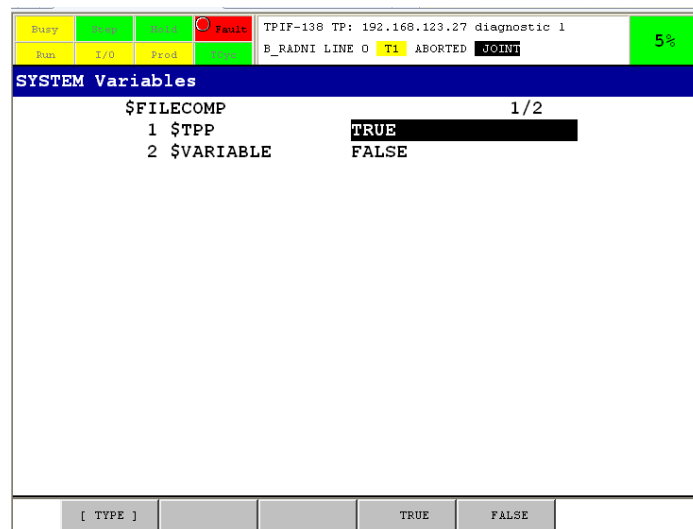 Busy Step Hold Fault TPIF-138 TP: 192.168.123.27 diagnostic l
Run I/O Prod TCyc B_RADNI LINE 0 T1 ABORTED JOINT 5%
SYSTEM Variables
$FILECOMP 1/2
1 $TPP TRUE
2 $VARIABLE FALSE
[ TYPE ] TRUE FALSE